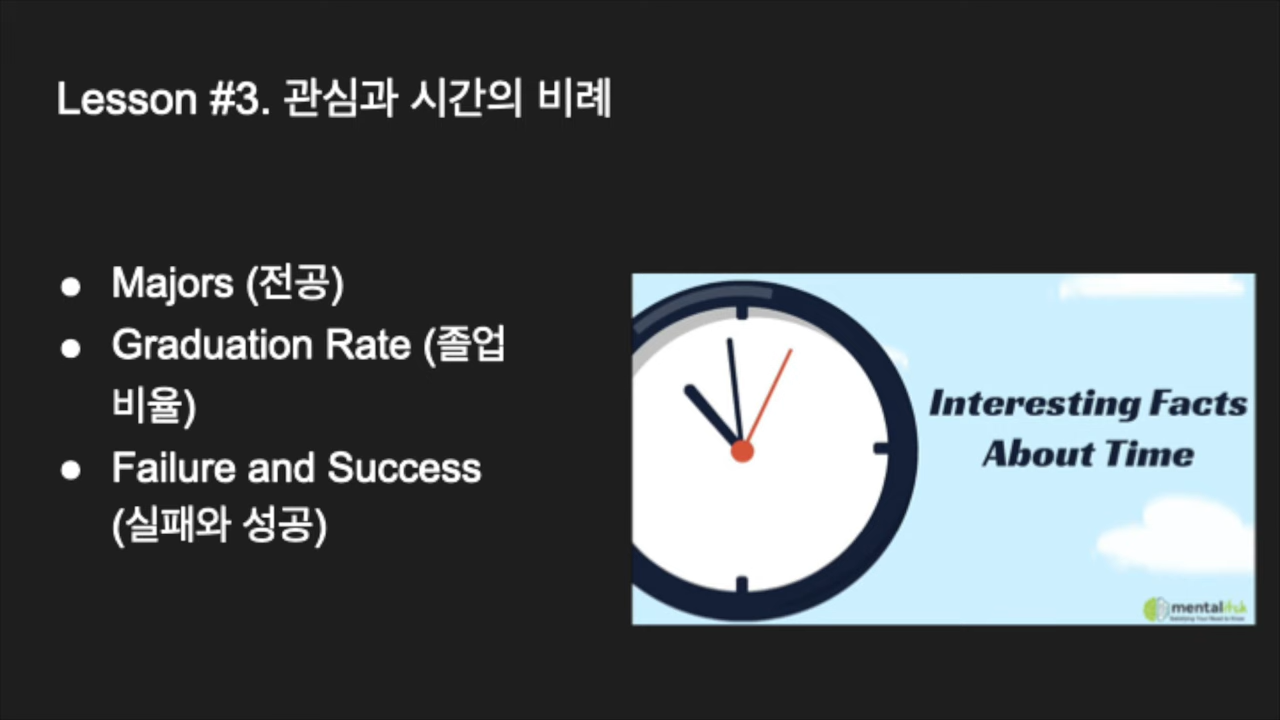 Lesson #3. 관심과 시간의 비례
● Majors (전공)
● Graduation Rate (졸업
비율)
● Failure and Success
(실패와 성공)
Interesting Facts
About Time
mental